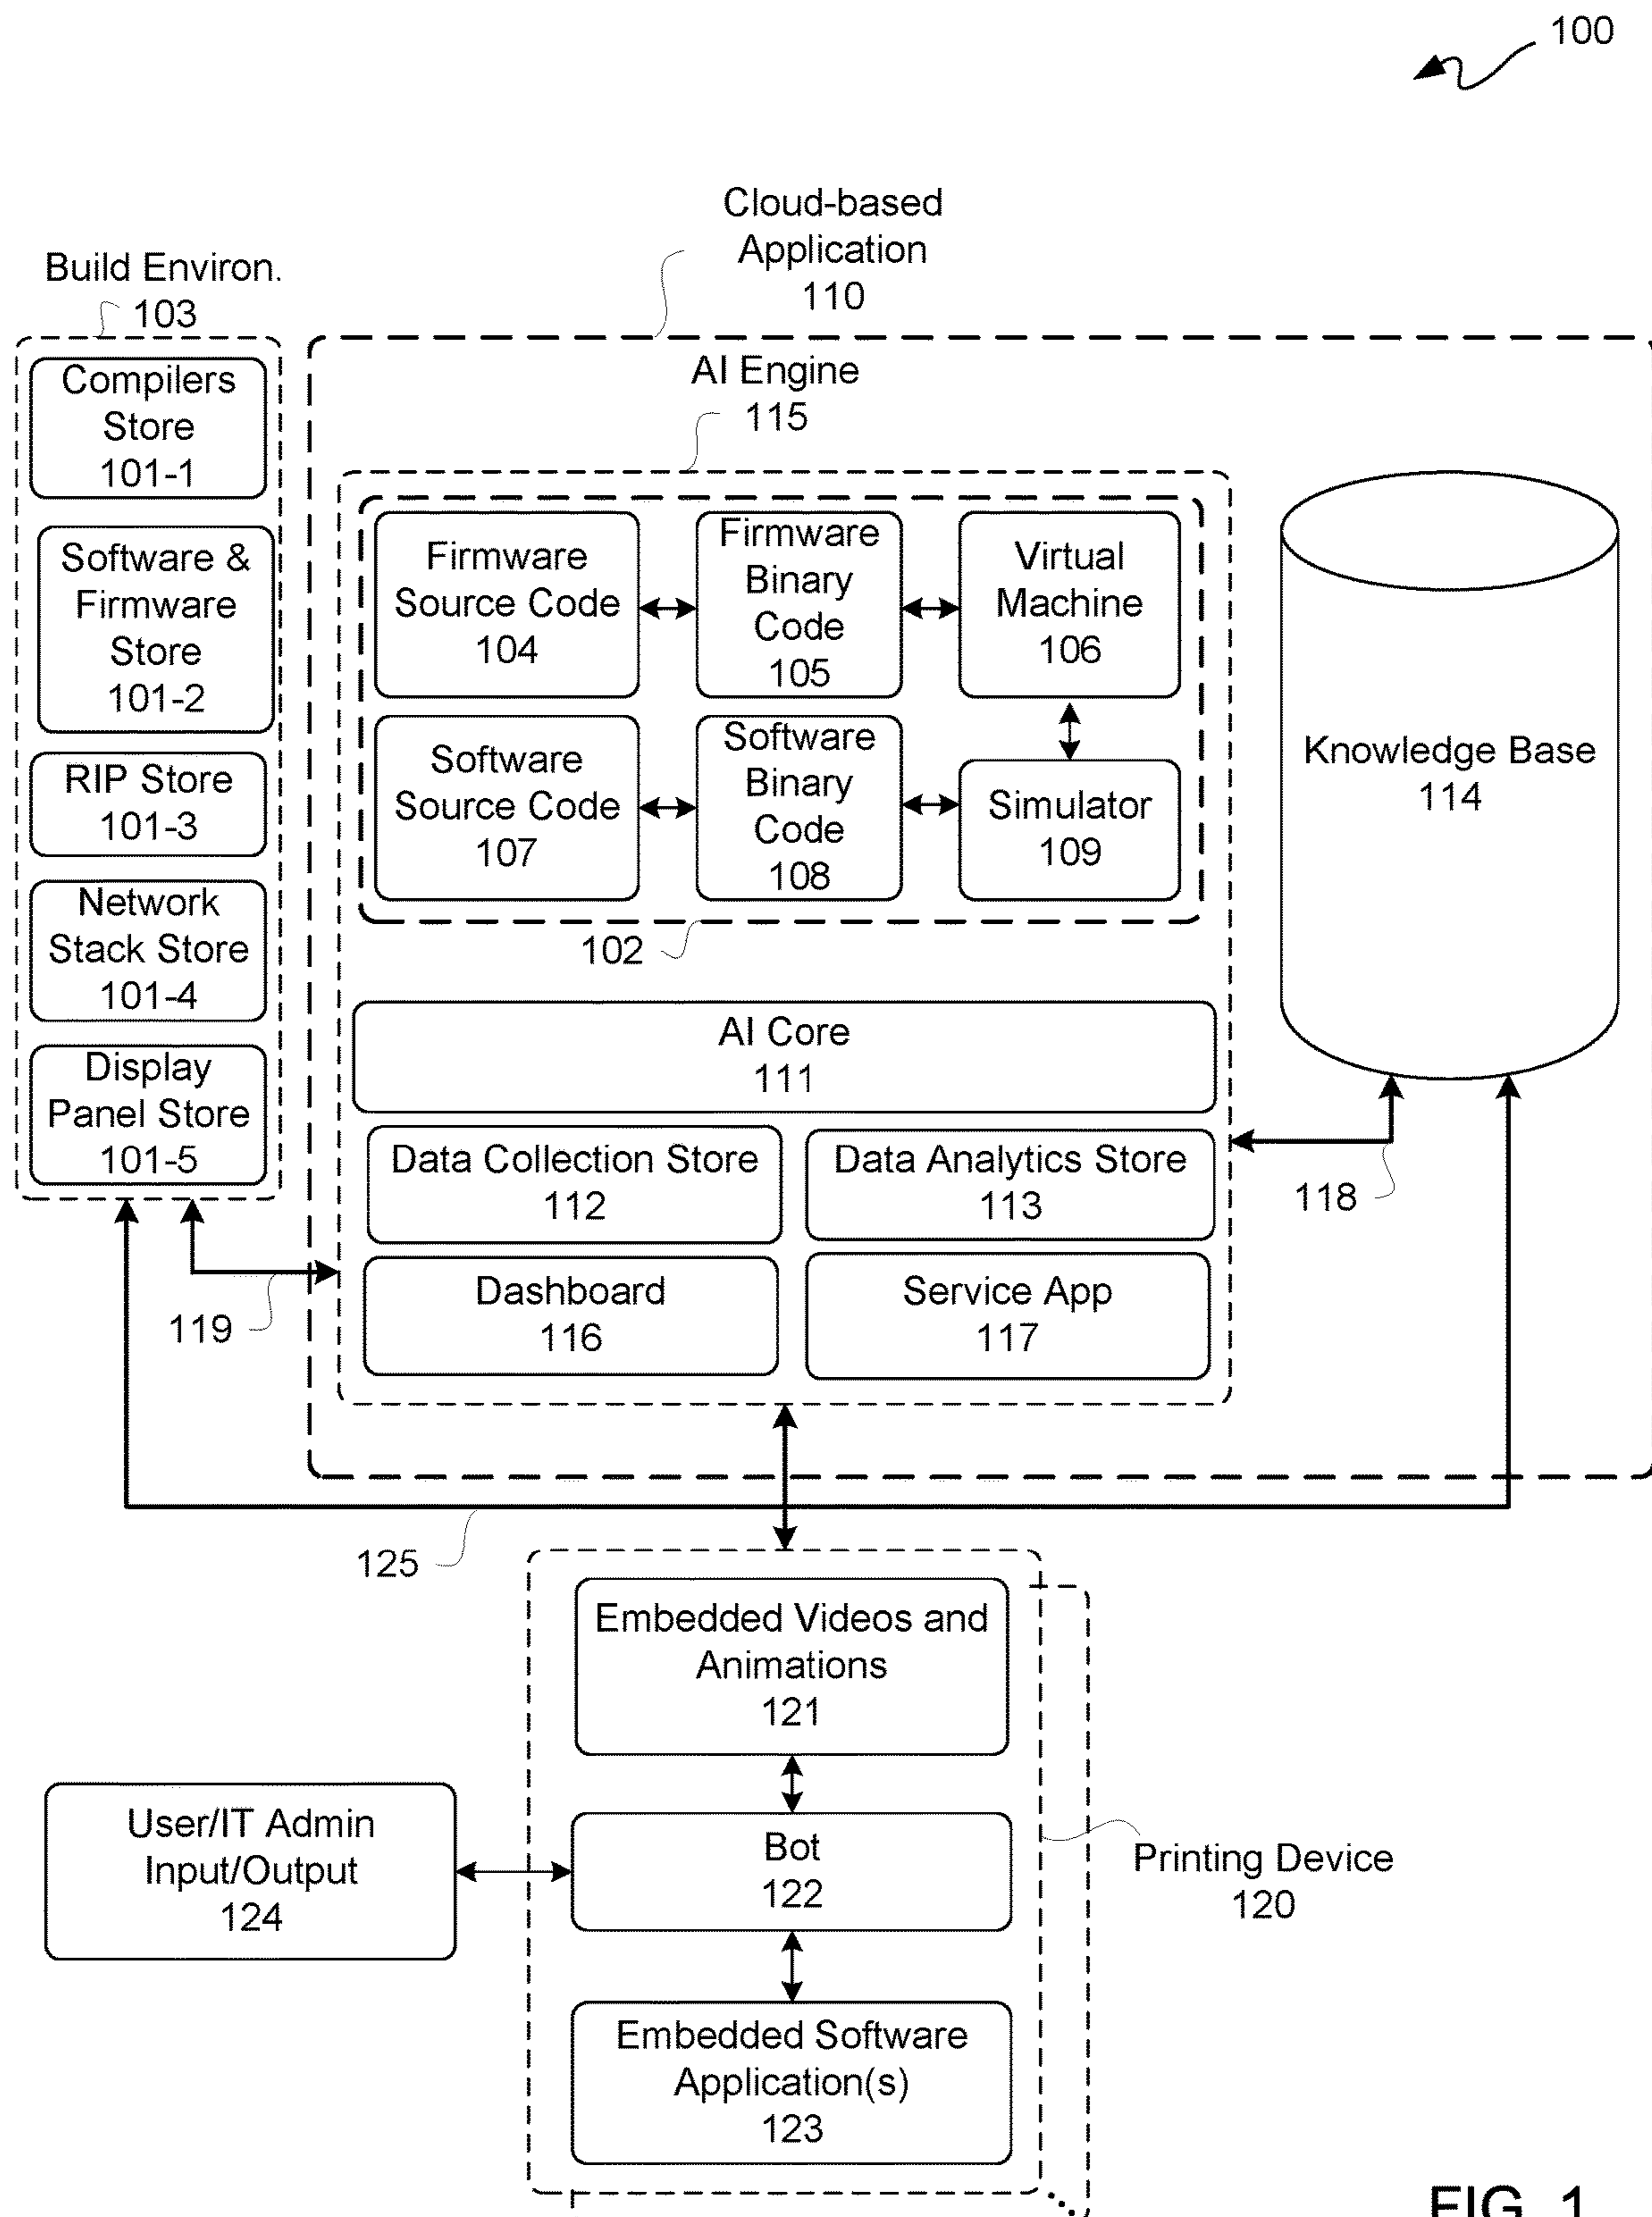 100
Cloud-based
Application
110
Build Environ.
103
Compilers
Store
101-1
Software &
Firmware
Store
101-2
RIP Store
101-3
Network
Stack Store
101-4
Display
Panel Store
101-5
AI Engine
115
Firmware
Source Code
104
Firmware
Binary
Code
105
Virtual
Machine
106
Software
Source Code
107
Software
Binary
Code
108
Simulator
109
102
AI Core
111
Data Collection Store
112
Data Analytics Store
113
Dashboard
116
Service App
117
Knowledge Base
114
118
119
125
Embedded Videos and
Animations
121
User/IT Admin
Input/Output
124
Bot
122
Printing Device
120
Embedded Software
Application(s)
123
FIG. 1